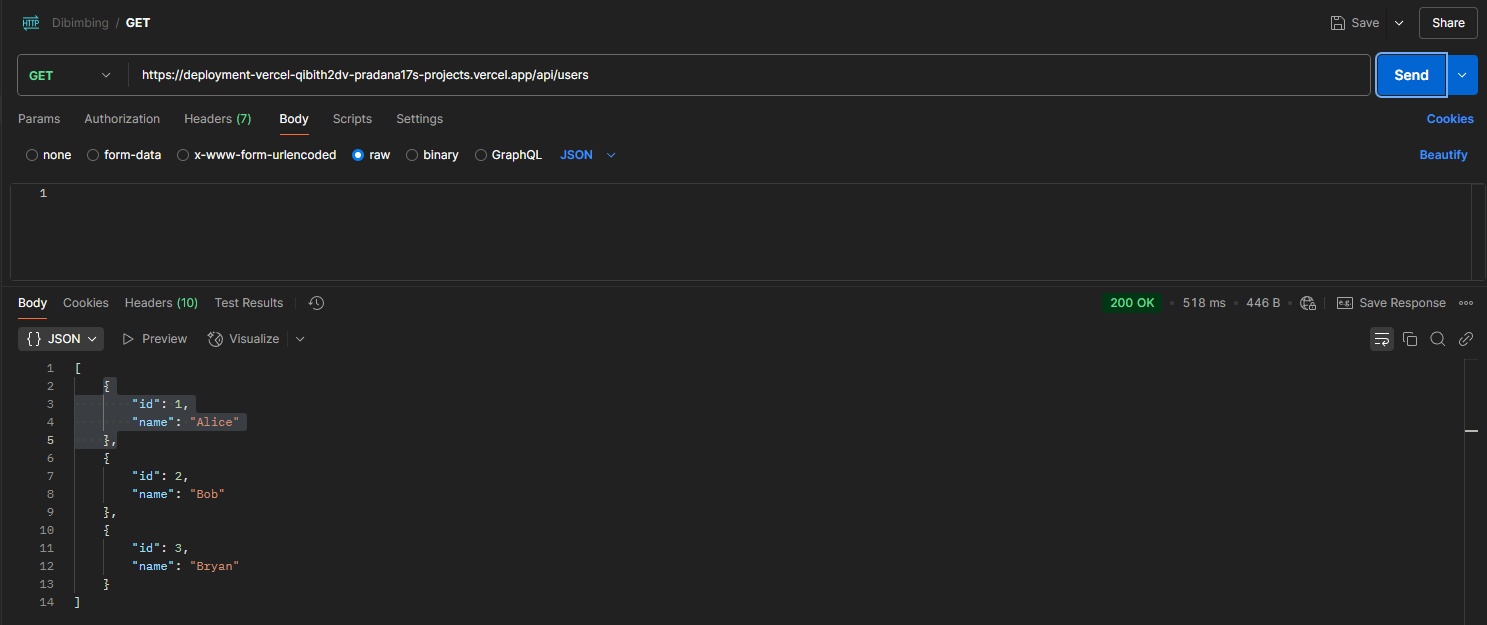 HTTP Dibimbing / GET Save Share
GET https://deployment-vercel-qibith2dv-pradana17s-projects.vercel.app/api/users Send
Params Authorization Headers (7) Body Scripts Settings Cookies
none form-data x-www-form-urlencoded raw binary GraphQL JSON Beautify
1
Body Cookies Headers (10) Test Results 200 OK • 518 ms • 446 B • e.g. Save Response
{} JSON Preview Visualize
1 [
2 {
3 "id": 1,
4 "name": "Alice"
5 },
6 {
7 "id": 2,
8 "name": "Bob"
9 },
10 {
11 "id": 3,
12 "name": "Bryan"
13 }
14 ]